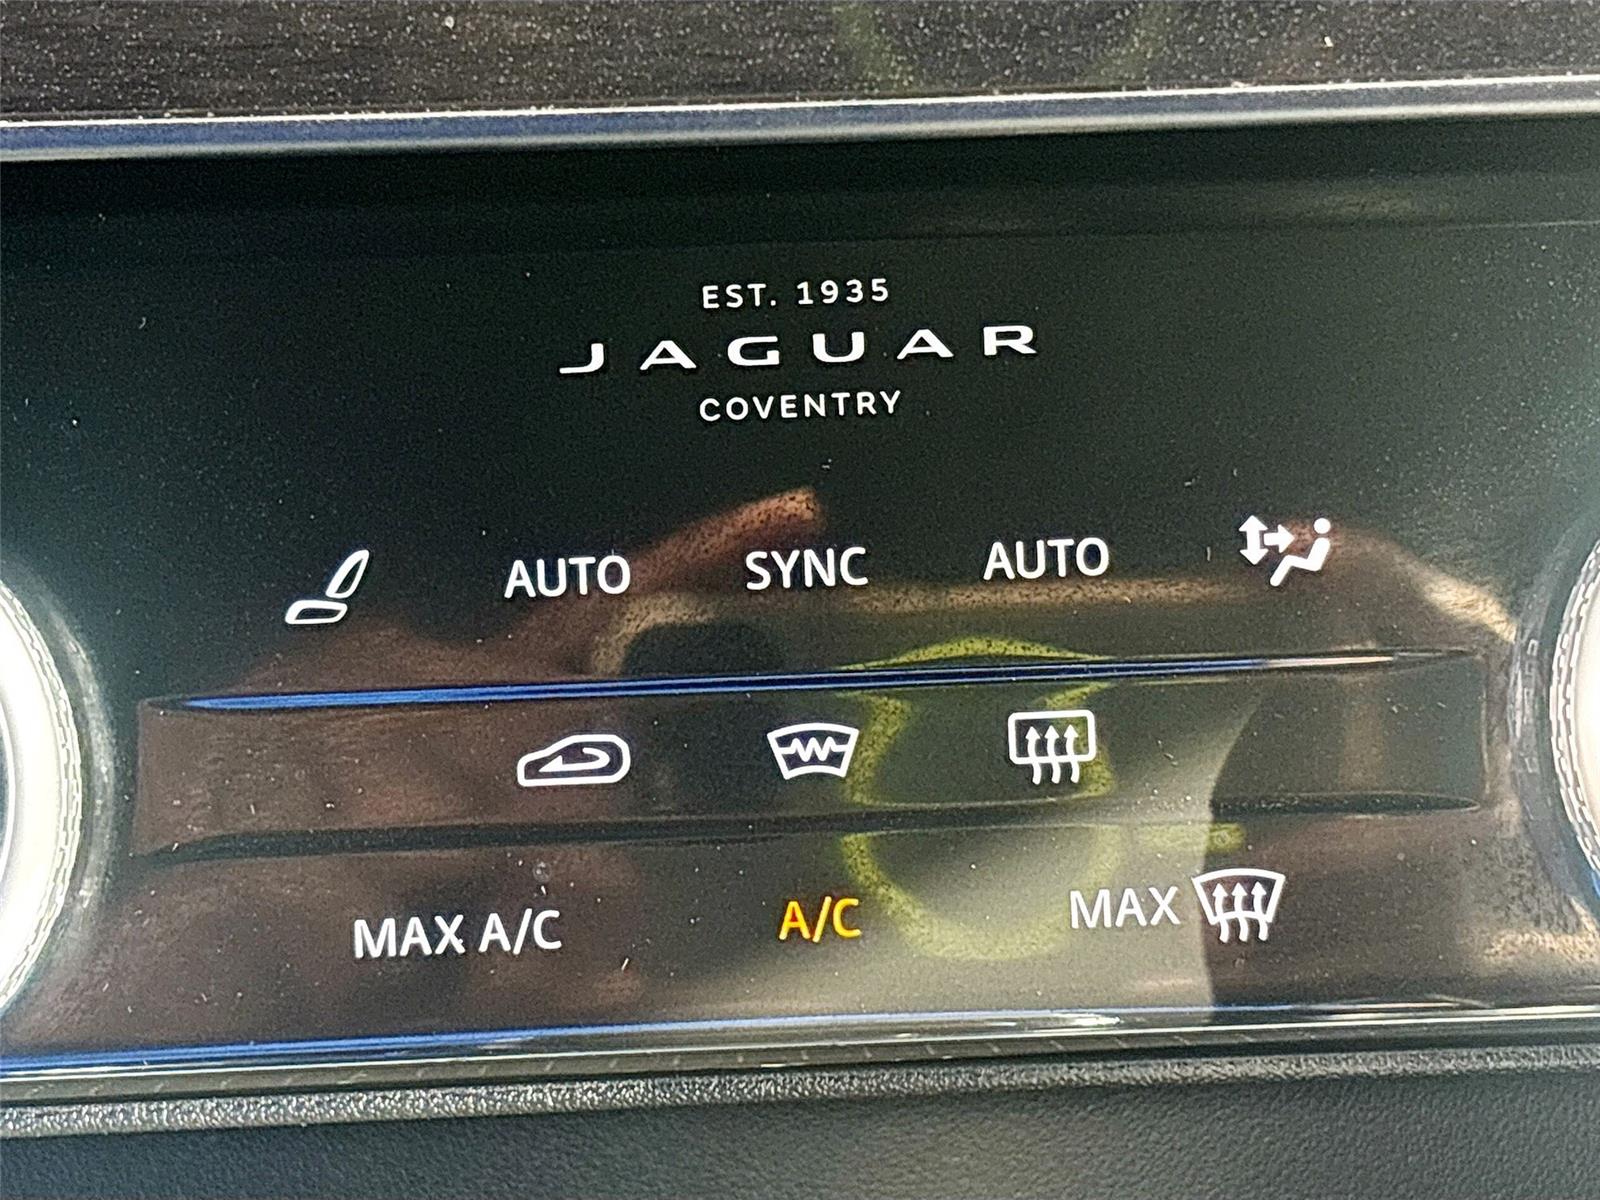 EST. 1935
JAGUAR
COVENTRY
AUTO SYNC AUTO
MAX A/C A/C MAX